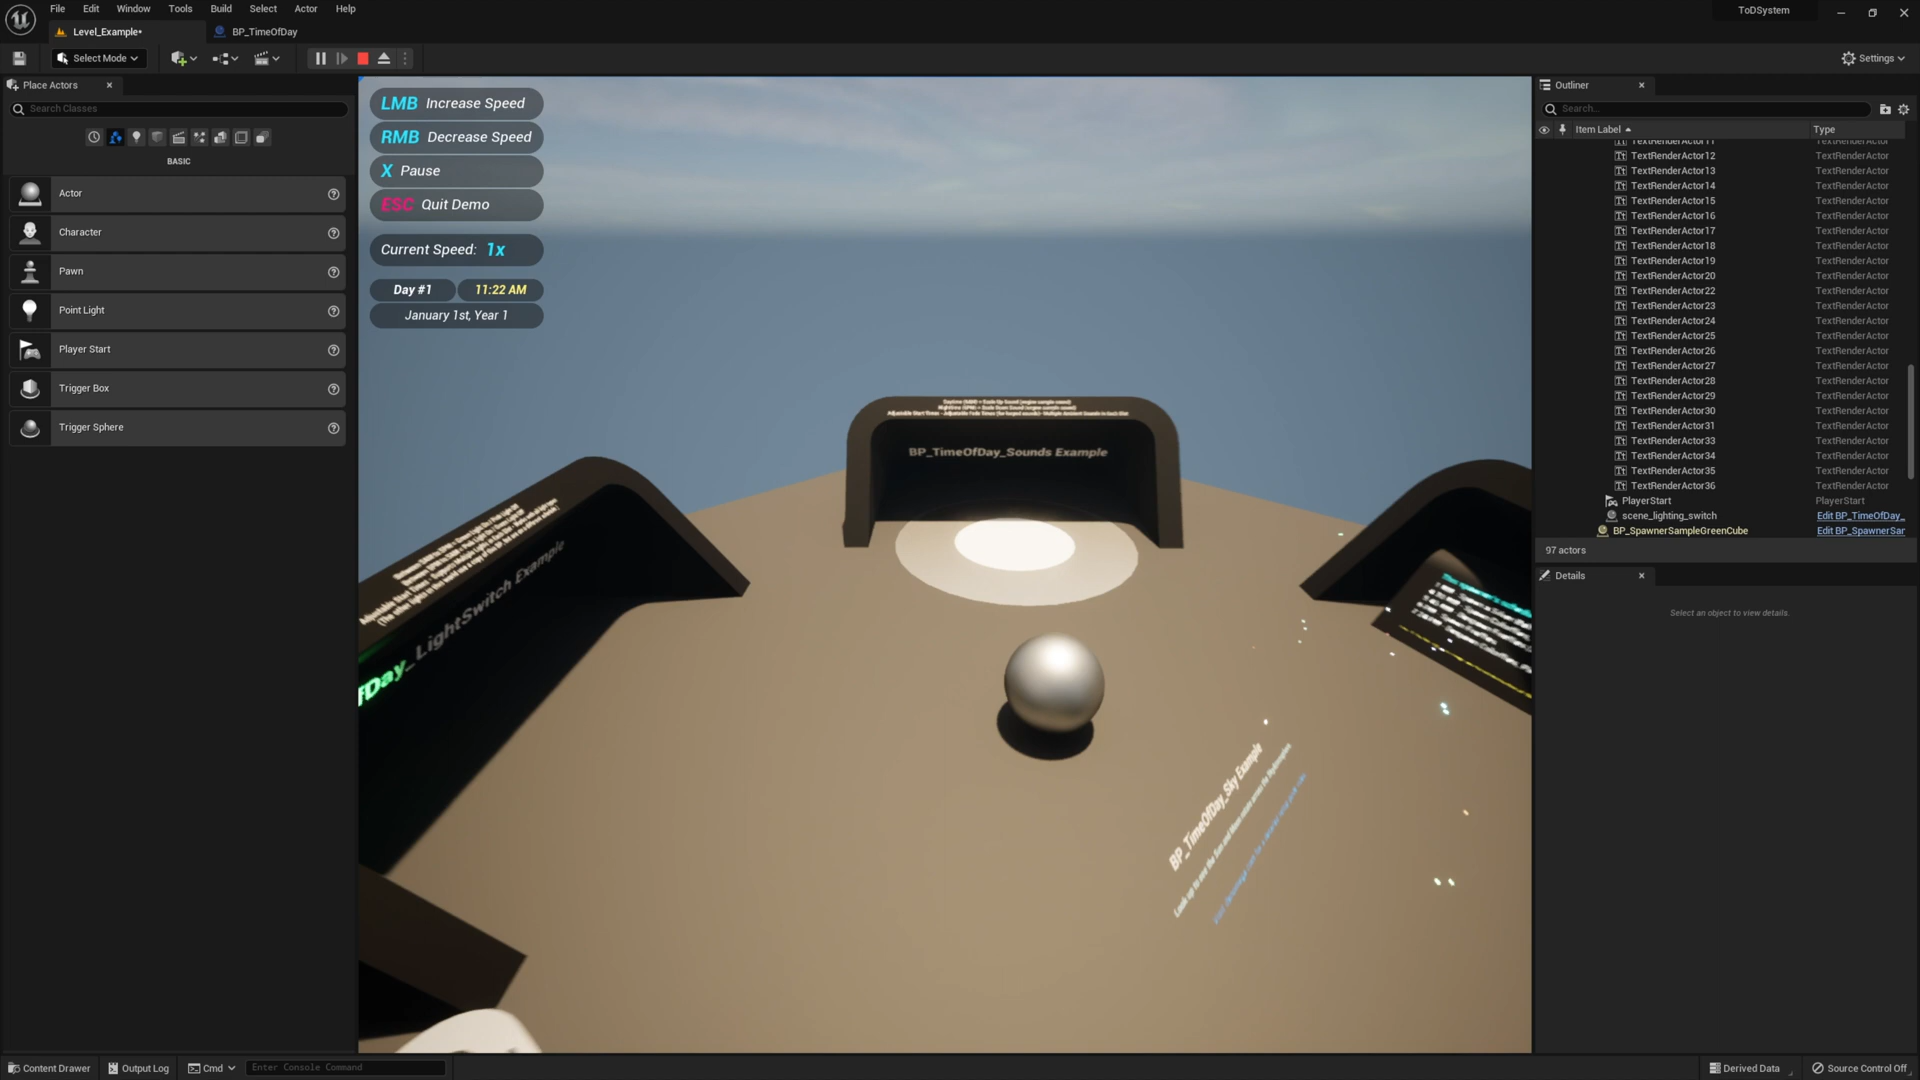 File Edit Window Tools Build Select Actor Help
ToDSystem
Level_Example•
BP_TimeOfDay
Select Mode
Settings
Place Actors
Search Classes
BASIC
Actor
Character
Pawn
Point Light
Player Start
Trigger Box
Trigger Sphere
LMB Increase Speed
RMB Decrease Speed
X Pause
ESC Quit Demo
Current Speed: 1x
Day #1 11:22 AM
January 1st, Year 1
BP_TimeOfDay_Sounds Example
fDay_LightSwitch Example
BP_TimeOfDay_Sky Example
Outliner
Search...
Item Label Type
TextRenderActor11
TextRenderActor12 TextRenderActor
TextRenderActor13 TextRenderActor
TextRenderActor14 TextRenderActor
TextRenderActor15 TextRenderActor
TextRenderActor16 TextRenderActor
TextRenderActor17 TextRenderActor
TextRenderActor18 TextRenderActor
TextRenderActor19 TextRenderActor
TextRenderActor20 TextRenderActor
TextRenderActor22 TextRenderActor
TextRenderActor23 TextRenderActor
TextRenderActor24 TextRenderActor
TextRenderActor25 TextRenderActor
TextRenderActor26 TextRenderActor
TextRenderActor27 TextRenderActor
TextRenderActor28 TextRenderActor
TextRenderActor29 TextRenderActor
TextRenderActor30 TextRenderActor
TextRenderActor31 TextRenderActor
TextRenderActor33 TextRenderActor
TextRenderActor34 TextRenderActor
TextRenderActor35 TextRenderActor
TextRenderActor36 TextRenderActor
PlayerStart PlayerStart
scene_lighting_switch Edit BP_TimeOfDay_
BP_SpawnerSampleGreenCube Edit BP_SpawnerSar
97 actors
Details
Select an object to view details.
Content Drawer Output Log Cmd Enter Console Command
Derived Data Source Control Off